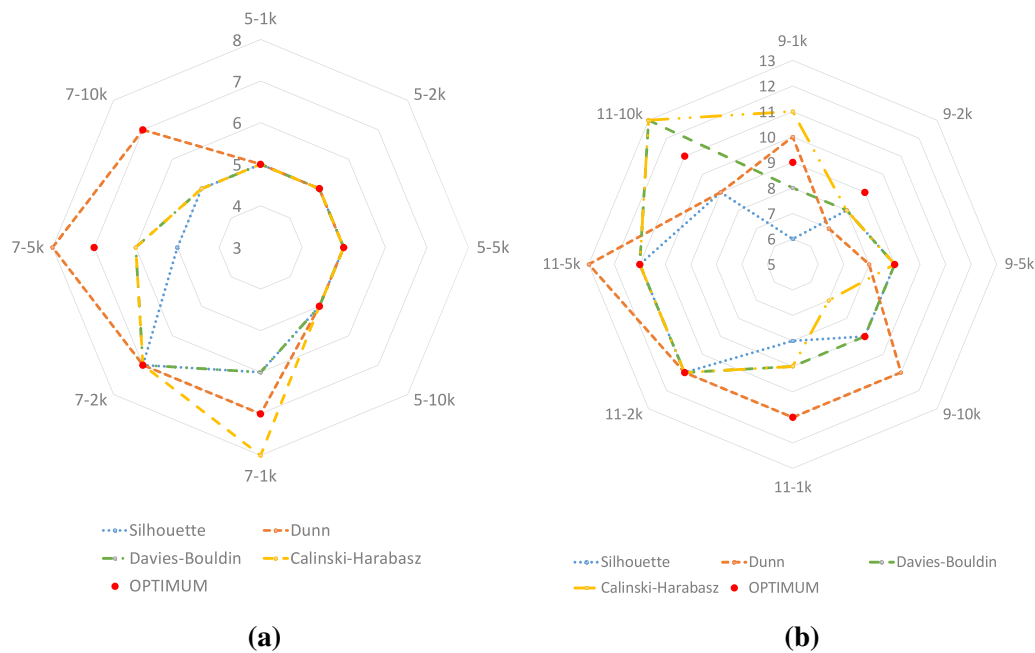 5-1k
8
7
6
5
4
3
5-2k
5-5k
5-10k
7-1k
7-2k
7-5k
7-10k
Silhouette
Dunn
Davies-Bouldin
Calinski-Harabasz
OPTIMUM
(a)
9-1k
13
12
11
10
9
8
7
6
5
9-2k
9-5k
9-10k
11-1k
11-2k
11-5k
11-10k
Silhouette
Dunn
Davies-Bouldin
Calinski-Harabasz
OPTIMUM
(b)